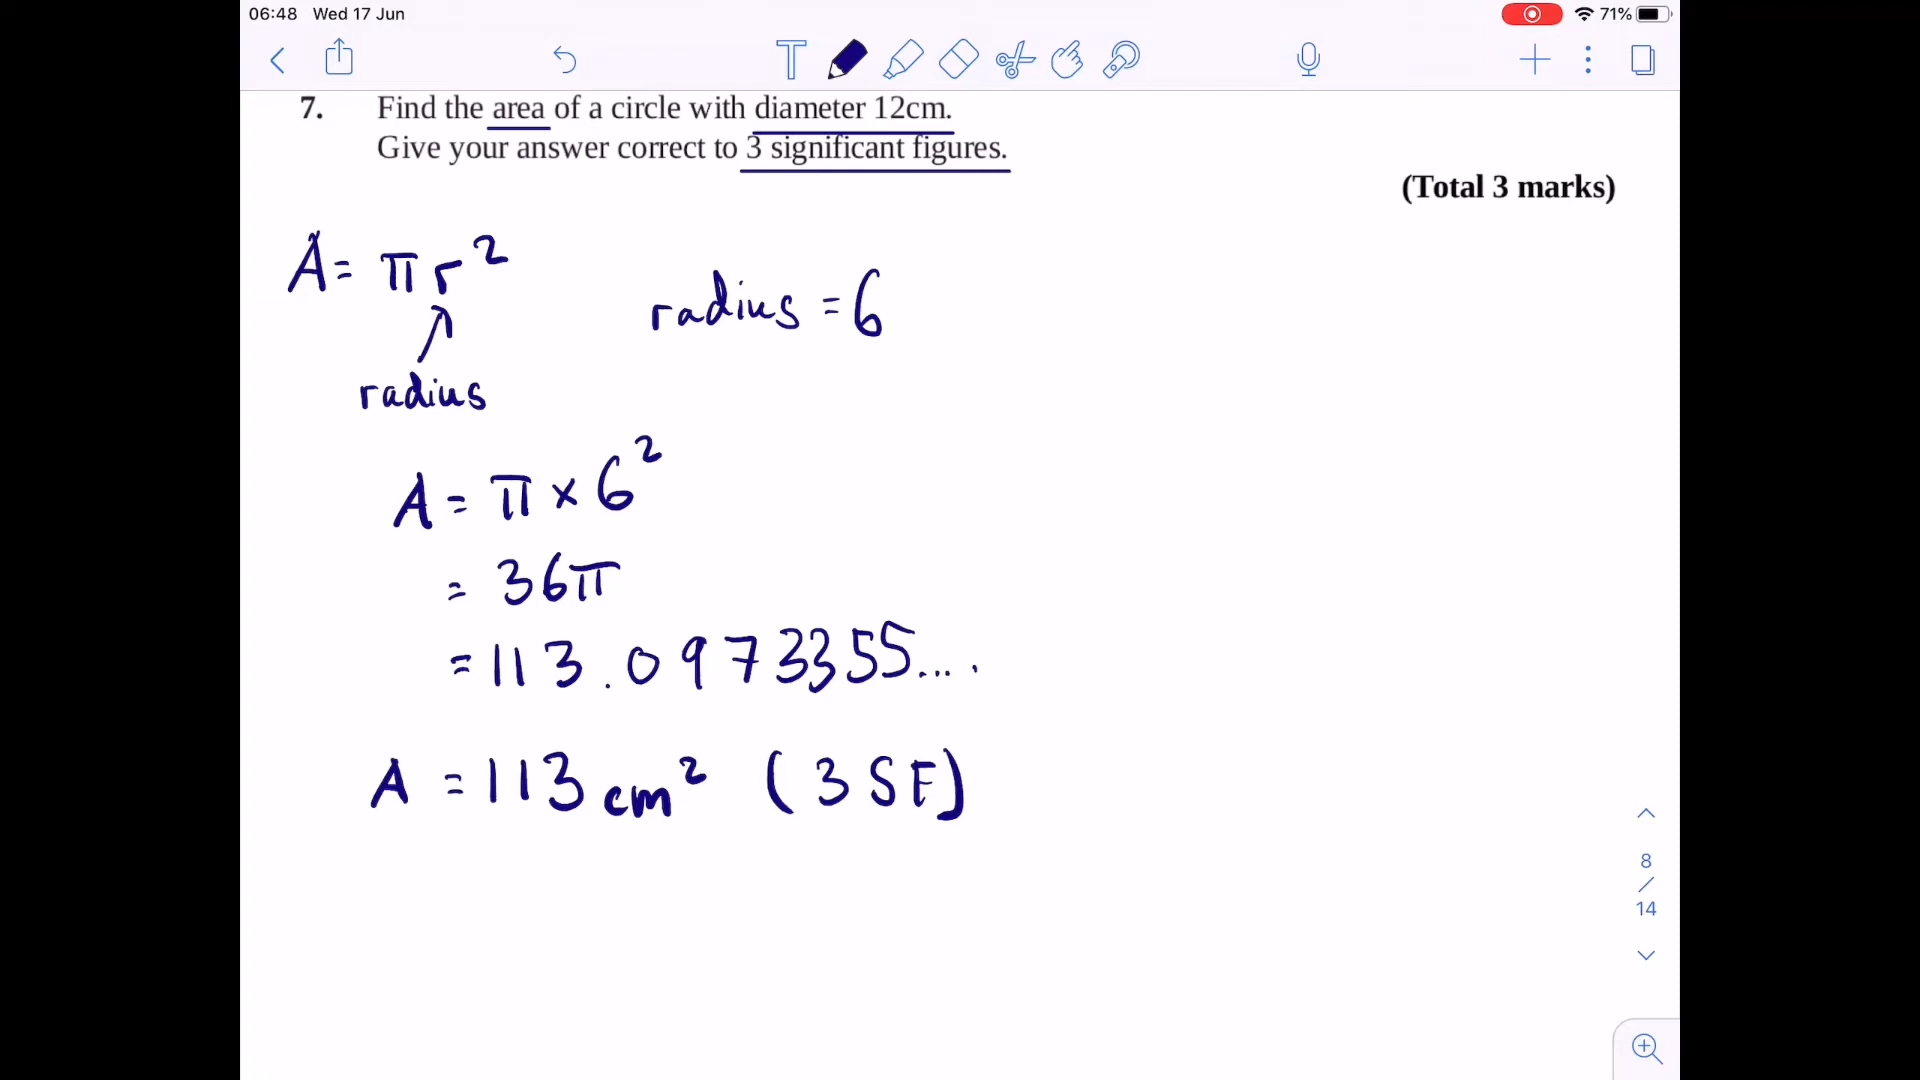 06:48 Wed 17 Jun 71%
T
7. Find the area of a circle with diameter 12cm.
Give your answer correct to 3 significant figures.
(Total 3 marks)
A = πr²
radius = 6
radius
A = π × 6²
= 36π
= 113.0973355....
A = 113 cm² (3 SF)
8
/
14